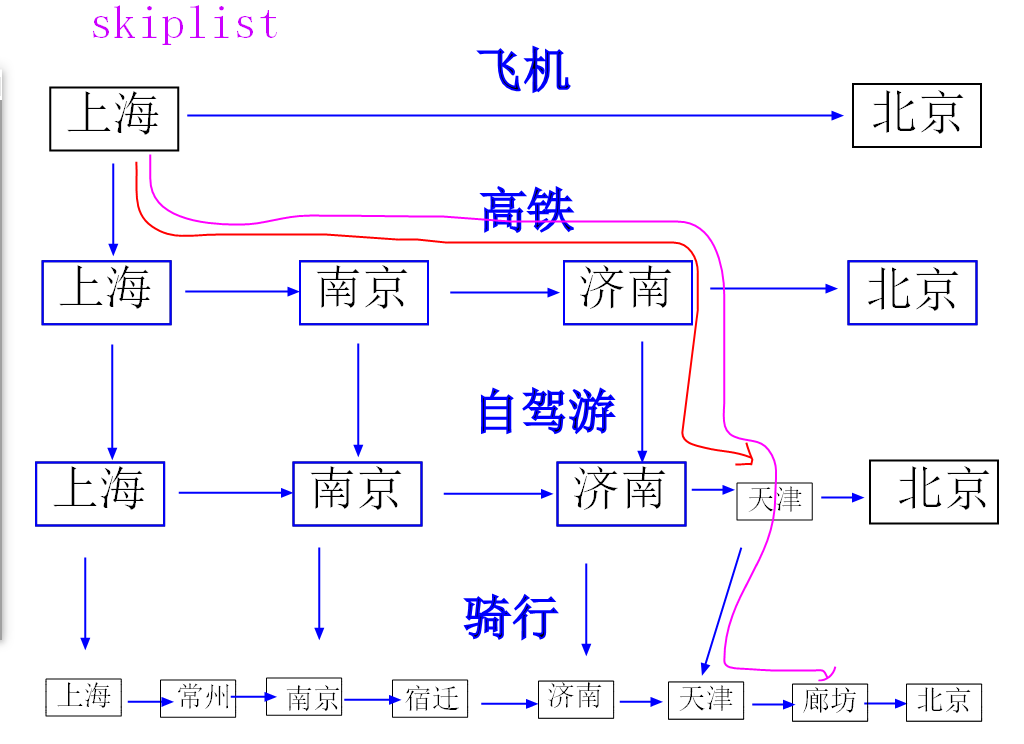 skiplist
飞机
上海 北京
高铁
上海 南京 济南 北京
自驾游
上海 南京 济南 天津 北京
骑行
上海 常州 南京 宿迁 济南 天津 廊坊 北京